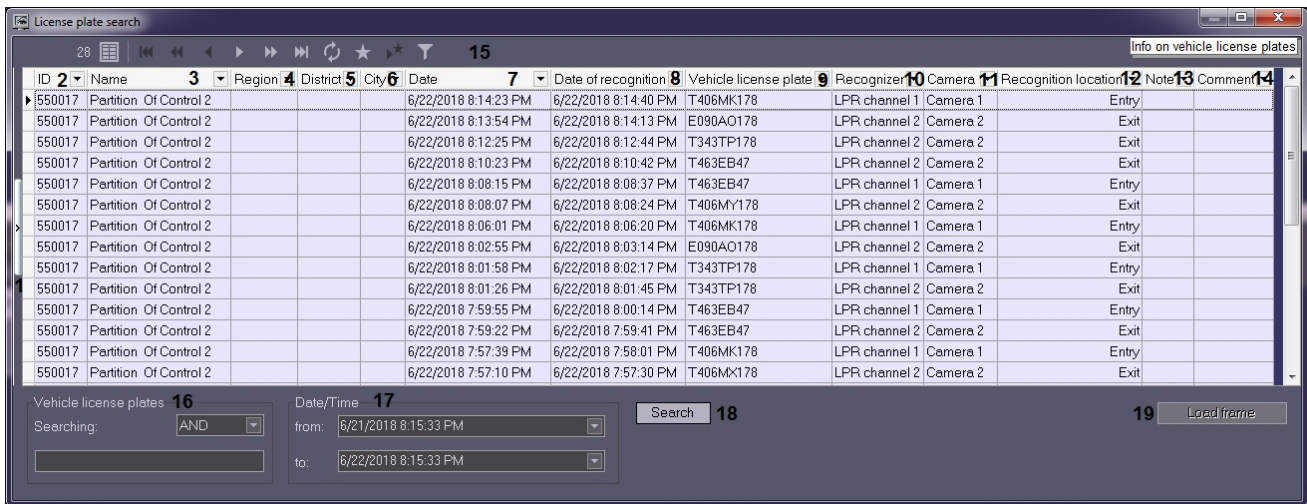 License plate search
28 15 Info on vehicle license plates
ID 2 Name 3 Region 4 District 5 City 6 Date 7 Date of recognition 8 Vehicle license plate 9 Recognizer 10 Camera 11 Recognition location 12 Note 13 Comment 14
550017 Partition Of Control 2 6/22/2018 8:14:23 PM 6/22/2018 8:14:40 PM T406MK178 LPR channel 1 Camera 1 Entry
550017 Partition Of Control 2 6/22/2018 8:13:54 PM 6/22/2018 8:14:13 PM E090AO178 LPR channel 2 Camera 2 Exit
550017 Partition Of Control 2 6/22/2018 8:12:25 PM 6/22/2018 8:12:44 PM T343TP178 LPR channel 2 Camera 2 Exit
550017 Partition Of Control 2 6/22/2018 8:10:23 PM 6/22/2018 8:10:42 PM T463EB47 LPR channel 2 Camera 2 Exit
550017 Partition Of Control 2 6/22/2018 8:08:15 PM 6/22/2018 8:08:37 PM T463EB47 LPR channel 1 Camera 1 Entry
550017 Partition Of Control 2 6/22/2018 8:08:07 PM 6/22/2018 8:08:24 PM T406MY178 LPR channel 2 Camera 2 Exit
550017 Partition Of Control 2 6/22/2018 8:06:01 PM 6/22/2018 8:06:20 PM T406MK178 LPR channel 1 Camera 1 Entry
550017 Partition Of Control 2 6/22/2018 8:02:55 PM 6/22/2018 8:03:14 PM E090AO178 LPR channel 2 Camera 2 Exit
550017 Partition Of Control 2 6/22/2018 8:01:58 PM 6/22/2018 8:02:17 PM T343TP178 LPR channel 1 Camera 1 Entry
1 550017 Partition Of Control 2 6/22/2018 8:01:26 PM 6/22/2018 8:01:45 PM T343TP178 LPR channel 2 Camera 2 Exit
550017 Partition Of Control 2 6/22/2018 7:59:55 PM 6/22/2018 8:00:14 PM T463EB47 LPR channel 1 Camera 1 Entry
550017 Partition Of Control 2 6/22/2018 7:59:22 PM 6/22/2018 7:59:41 PM T463EB47 LPR channel 2 Camera 2 Exit
550017 Partition Of Control 2 6/22/2018 7:57:39 PM 6/22/2018 7:58:01 PM T406MK178 LPR channel 1 Camera 1 Entry
550017 Partition Of Control 2 6/22/2018 7:57:10 PM 6/22/2018 7:57:30 PM T406MX178 LPR channel 2 Camera 2 Exit
Vehicle license plates 16 Date/Time 17
Searching: AND from: 6/21/2018 8:15:33 PM Search 18 19 Load frame
to: 6/22/2018 8:15:33 PM